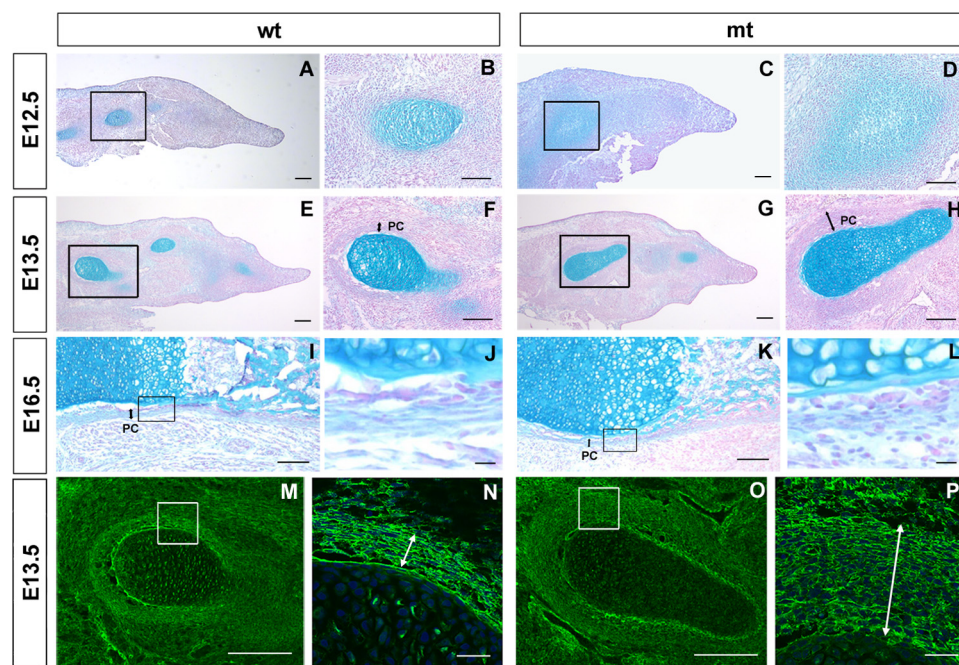 wt mt
E12.5 A B C D
E13.5 E F PC G H PC
E16.5 I PC J K PC L
E13.5 M N O P